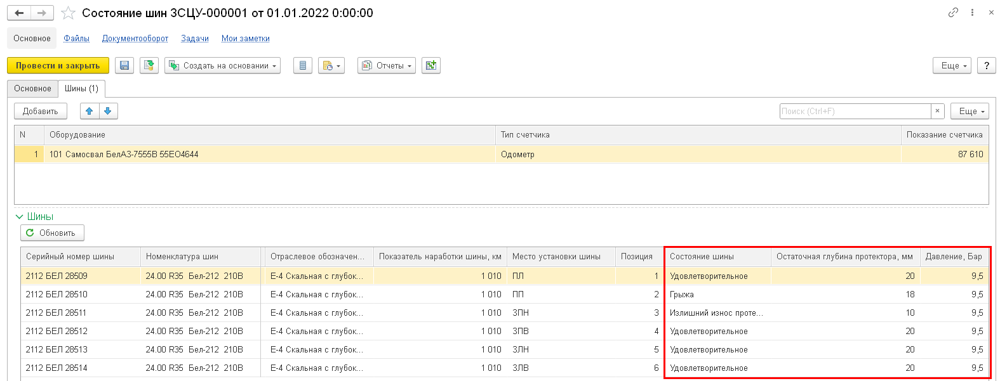 Состояние шин ЗСЦУ-000001 от 01.01.2022 0:00:00
Основное Файлы Документооборот Задачи Мои заметки
Провести и закрыть Создать на основании Отчеты Еще ?
Основное Шины (1)
Добавить Поиск (Ctrl+F) × Еще
N Оборудование Тип счетчика Показание счетчика
1 101 Самосвал БелАЗ-7555В 55ЕО4644 Одометр 87 610
Шины
Обновить
Серийный номер шины Номенклатура шин Отраслевое обозначен... Показатель наработки шины, км Место установки шины Позиция Состояние шины Остаточная глубина протектора, мм Давление, Бар
2112 БЕЛ 28509 24.00 R35 Бел-212 210В Е-4 Скальная с глубок... 1 010 ПЛ 1 Удовлетворительное 20 9,5
2112 БЕЛ 28510 24.00 R35 Бел-212 210В Е-4 Скальная с глубок... 1 010 ПП 2 Грыжа 18 9,5
2112 БЕЛ 28511 24.00 R35 Бел-212 210В Е-4 Скальная с глубок... 1 010 ЗПН 3 Излишний износ проте... 10 9,5
2112 БЕЛ 28512 24.00 R35 Бел-212 210В Е-4 Скальная с глубок... 1 010 ЗПВ 4 Удовлетворительное 20 9,5
2112 БЕЛ 28513 24.00 R35 Бел-212 210В Е-4 Скальная с глубок... 1 010 ЗЛН 5 Удовлетворительное 20 9,5
2112 БЕЛ 28514 24.00 R35 Бел-212 210В Е-4 Скальная с глубок... 1 010 ЗЛВ 6 Удовлетворительное 20 9,5